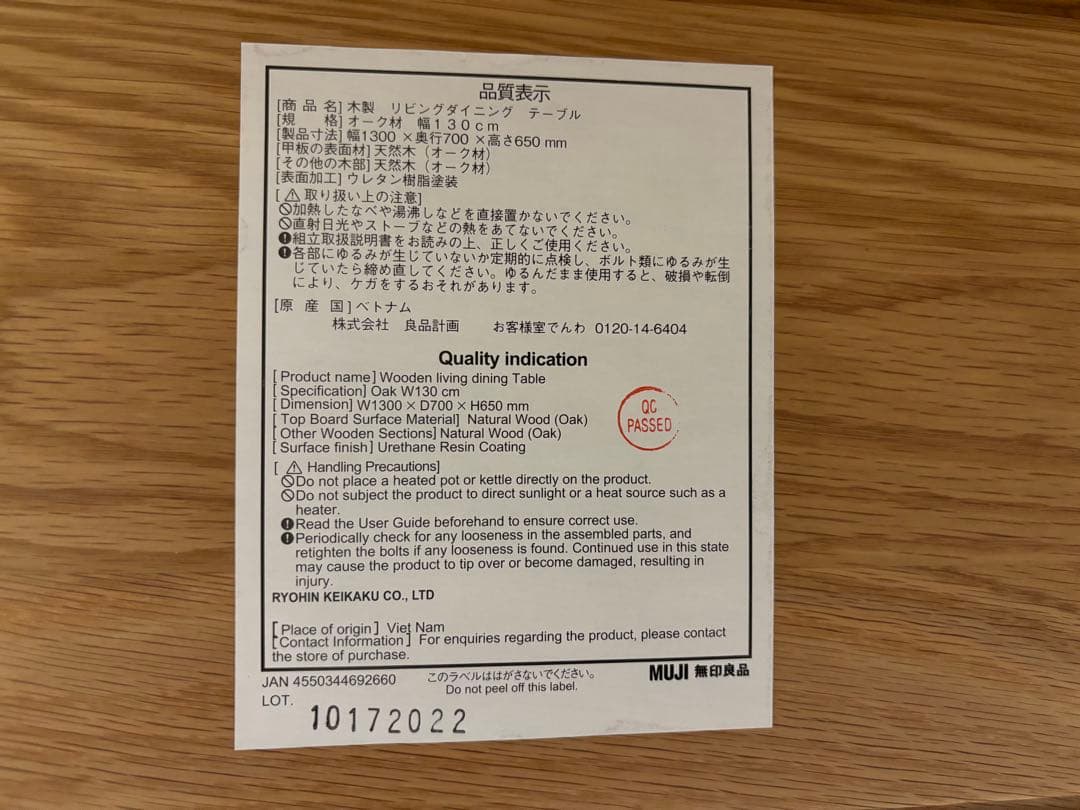 品質表示
[商 品 名] 木製 リビングダイニング テーブル
[規 格] オーク材 幅130cm
[製品寸法] 幅1300 ×奥行700 ×高さ650 mm
[甲板の表面材] 天然木（オーク材）
[その他の木部] 天然木（オーク材）
[表面加工] ウレタン樹脂塗装
[ ⚠ 取り扱い上の注意]
加熱したなべや湯沸しなどを直接置かないでください。
直射日光やストーブなどの熱をあてないでください。
組立取扱説明書をお読みの上、正しくご使用ください。
各部にゆるみが生じていないか定期的に点検し、ボルト類にゆるみが生
じていたら締め直してください。ゆるんだまま使用すると、破損や転倒
により、ケガをするおそれがあります。
[原 産 国] ベトナム
株式会社 良品計画 お客様室でんわ 0120-14-6404
Quality indication
[ Product name] Wooden living dining Table
[ Specification] Oak W130 cm
[ Dimension] W1300 × D700 × H650 mm
[ Top Board Surface Material] Natural Wood (Oak)
[ Other Wooden Sections] Natural Wood (Oak)
[ Surface finish] Urethane Resin Coating
QC
PASSED
[ ⚠ Handling Precautions]
Do not place a heated pot or kettle directly on the product.
Do not subject the product to direct sunlight or a heat source such as a
heater.
Read the User Guide beforehand to ensure correct use.
Periodically check for any looseness in the assembled parts, and
retighten the bolts if any looseness is found. Continued use in this state
may cause the product to tip over or become damaged, resulting in
injury.
RYOHIN KEIKAKU CO., LTD
[ Place of origin ] Viet Nam
[ Contact Information ] For enquiries regarding the product, please contact
the store of purchase.
JAN 4550344692660 このラベルははがさないでください。
Do not peel off this label.
MUJI 無印良品
LOT.
10172022